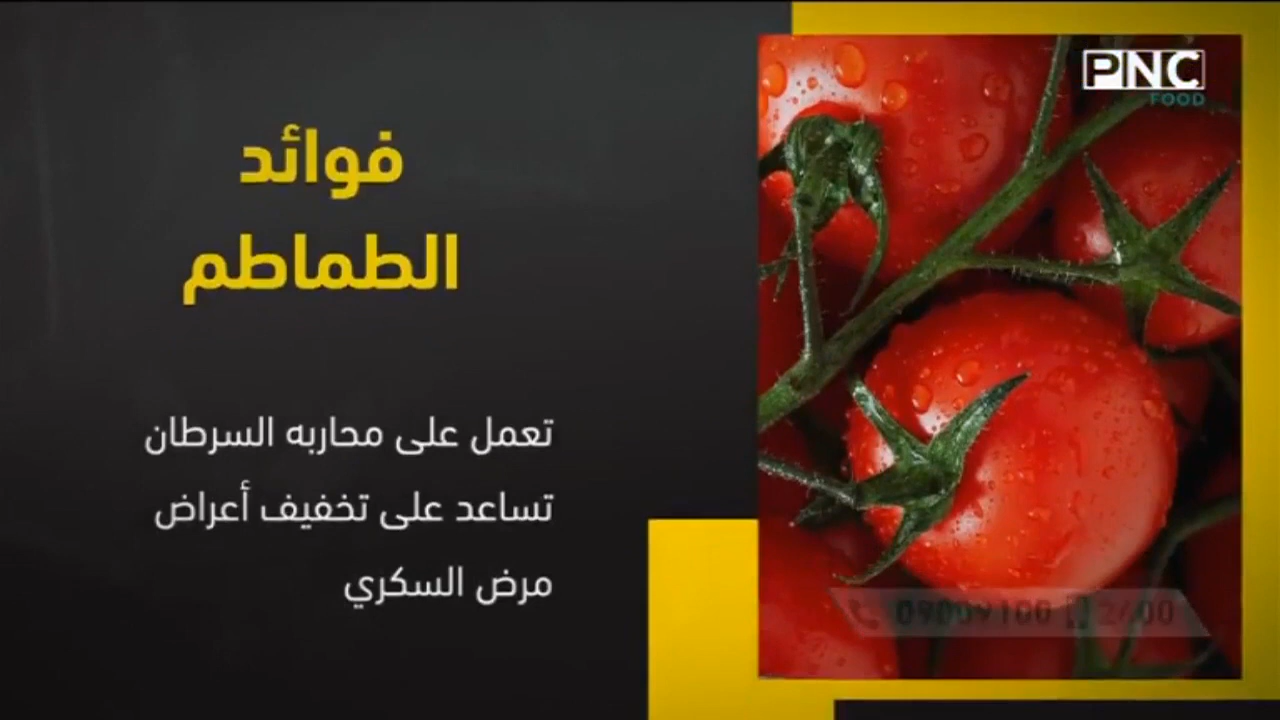 PNC
FOOD
فوائد
الطماطم
تعمل على محاربه السرطان
تساعد على تخفيف أعراض
مرض السكري